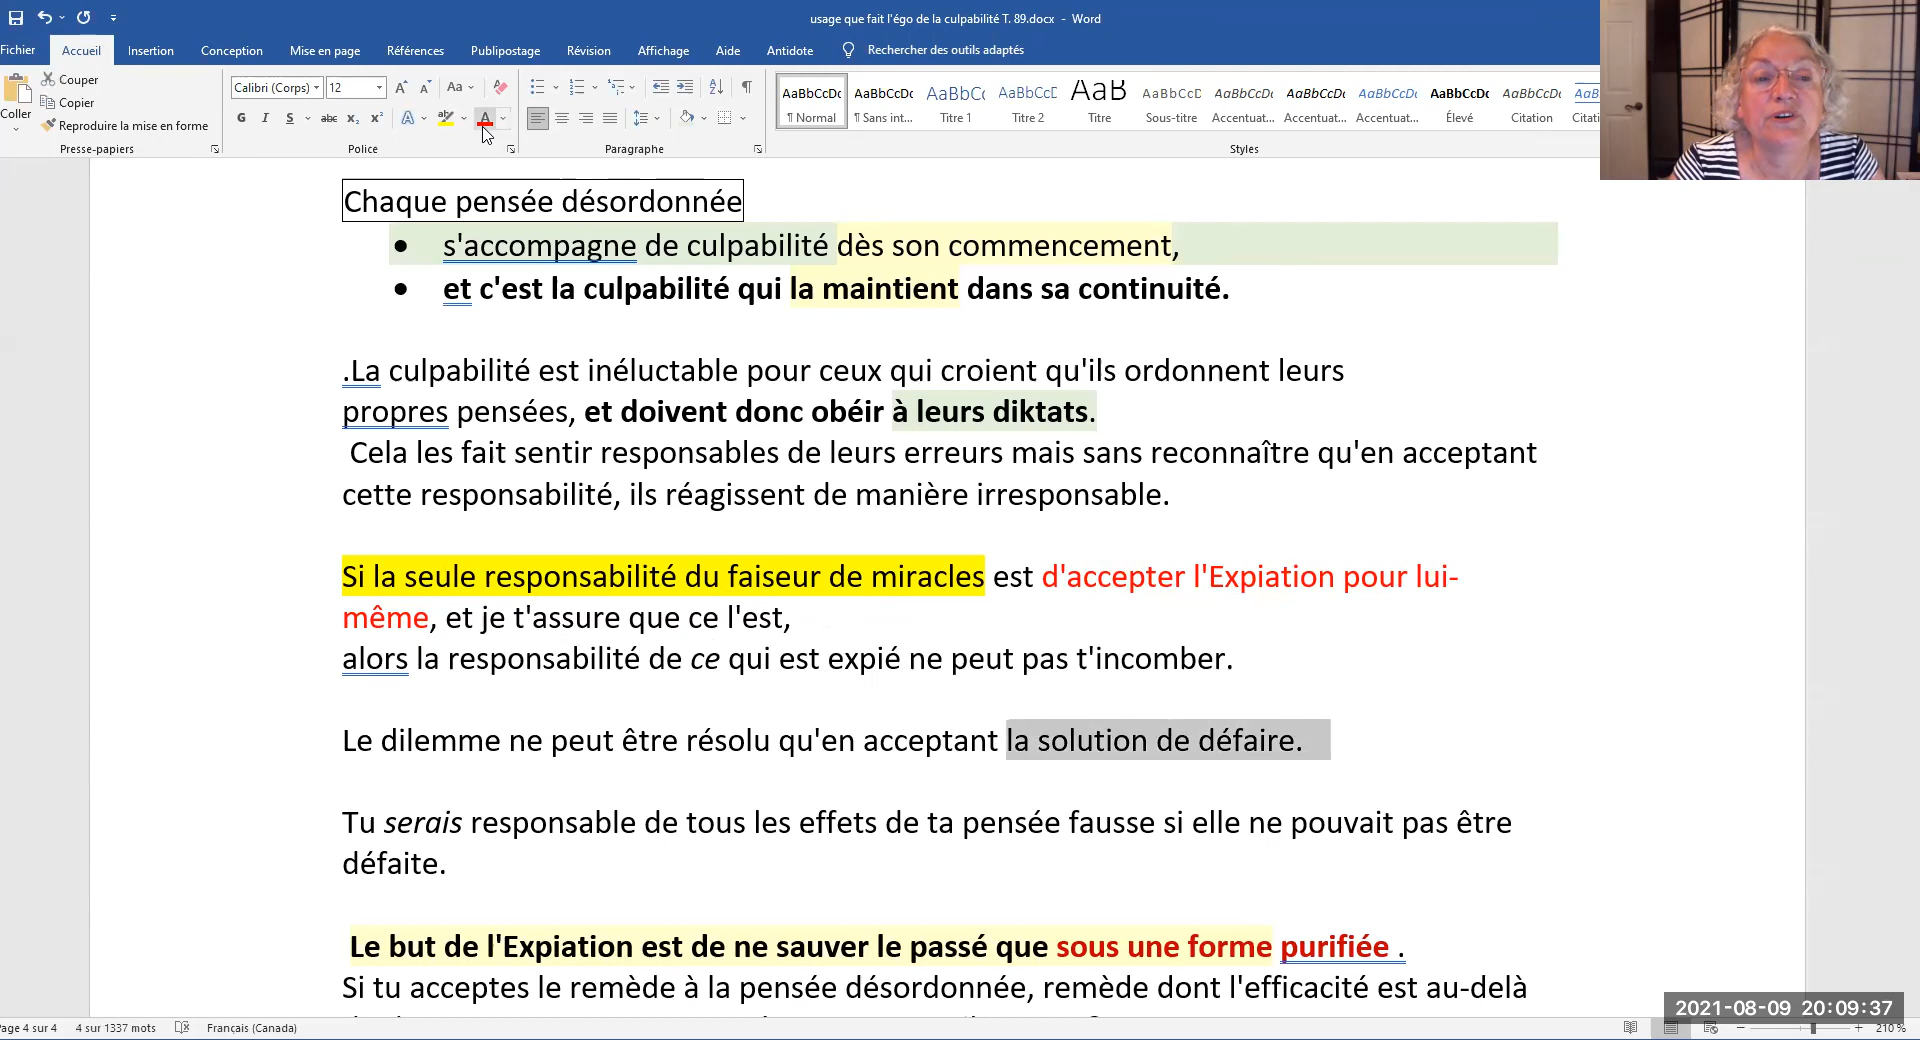 usage que fait l'égo de la culpabilité T. 89.docx - Word
Fichier Accueil Insertion Conception Mise en page Références Publipostage Révision Affichage Aide Antidote Rechercher des outils adaptés
Coller
Couper
Copier
Reproduire la mise en forme
Presse-papiers
Calibri (Corps) 12
Police
Paragraphe
AaBbCcDc AaBbCcDc AaBbCc AaBbCcD AaB AaBbCcD AaBbCcDc AaBbCcDc AaBbCcDc AaBbCcDc AaBbCcDc
¶ Normal ¶ Sans int... Titre 1 Titre 2 Titre Sous-titre Accentuat... Accentuat... Accentuat... Élevé Citation Citati
Styles
Chaque pensée désordonnée
• s'accompagne de culpabilité dès son commencement,
• et c'est la culpabilité qui la maintient dans sa continuité.
.La culpabilité est inéluctable pour ceux qui croient qu'ils ordonnent leurs
propres pensées, et doivent donc obéir à leurs diktats.
Cela les fait sentir responsables de leurs erreurs mais sans reconnaître qu'en acceptant
cette responsabilité, ils réagissent de manière irresponsable.
Si la seule responsabilité du faiseur de miracles est d'accepter l'Expiation pour lui-
même, et je t'assure que ce l'est,
alors la responsabilité de ce qui est expié ne peut pas t'incomber.
Le dilemme ne peut être résolu qu'en acceptant la solution de défaire.
Tu serais responsable de tous les effets de ta pensée fausse si elle ne pouvait pas être
défaite.
Le but de l'Expiation est de ne sauver le passé que sous une forme purifiée .
Si tu acceptes le remède à la pensée désordonnée, remède dont l'efficacité est au-delà
2021-08-09 20:09:37
Page 4 sur 4 4 sur 1337 mots Français (Canada) 210 %